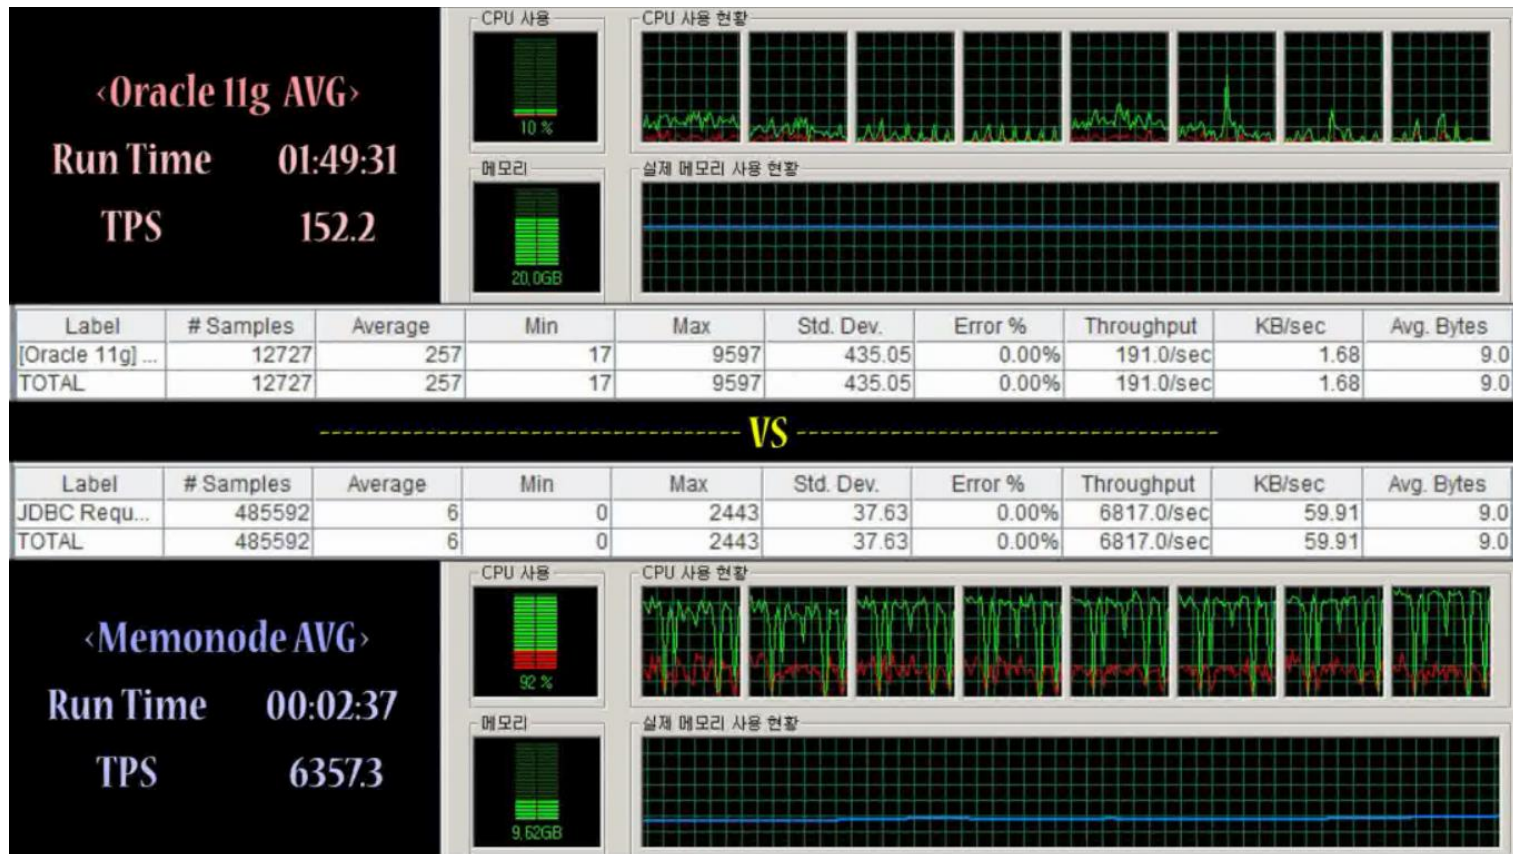 CPU 사용
CPU 사용 현황
<Oracle 11g AVG>
10 %
Run Time 01:49:31
메모리
실제 메모리 사용 현황
TPS 152.2
20,0GB
Label # Samples Average Min Max Std. Dev. Error % Throughput KB/sec Avg. Bytes
[Oracle 11g] ... 12727 257 17 9597 435.05 0.00% 191.0/sec 1.68 9.0
TOTAL 12727 257 17 9597 435.05 0.00% 191.0/sec 1.68 9.0
VS
Label # Samples Average Min Max Std. Dev. Error % Throughput KB/sec Avg. Bytes
JDBC Requ... 485592 6 0 2443 37.63 0.00% 6817.0/sec 59.91 9.0
TOTAL 485592 6 0 2443 37.63 0.00% 6817.0/sec 59.91 9.0
CPU 사용
CPU 사용 현황
<Memonode AVG>
92 %
Run Time 00:02:37
메모리
실제 메모리 사용 현황
TPS 6357.3
9,62GB